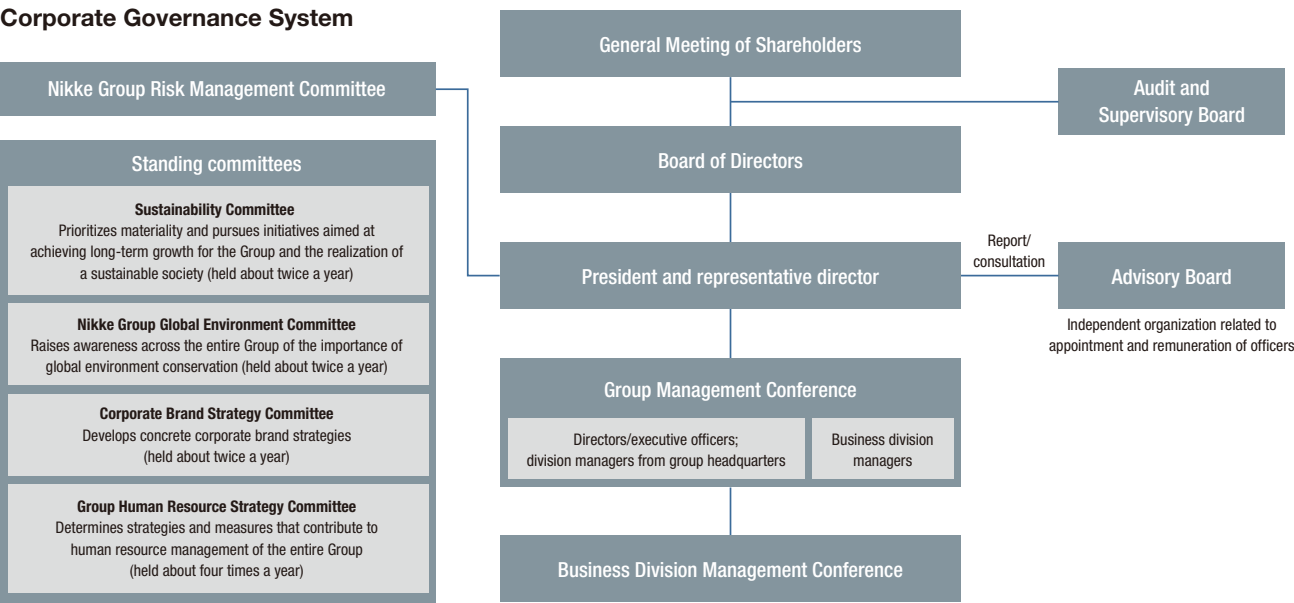 Corporate Governance System
Nikke Group Risk Management Committee
Standing committees
Sustainability Committee
Prioritizes materiality and pursues initiatives aimed at
achieving long-term growth for the Group and the realization of
a sustainable society (held about twice a year)
Nikke Group Global Environment Committee
Raises awareness across the entire Group of the importance of
global environment conservation (held about twice a year)
Corporate Brand Strategy Committee
Develops concrete corporate brand strategies
(held about twice a year)
Group Human Resource Strategy Committee
Determines strategies and measures that contribute to
human resource management of the entire Group
(held about four times a year)
General Meeting of Shareholders
Audit and
Supervisory Board
Board of Directors
President and representative director
Report/
consultation
Advisory Board
Independent organization related to
appointment and remuneration of officers
Group Management Conference
Directors/executive officers;
division managers from group headquarters
Business division
managers
Business Division Management Conference